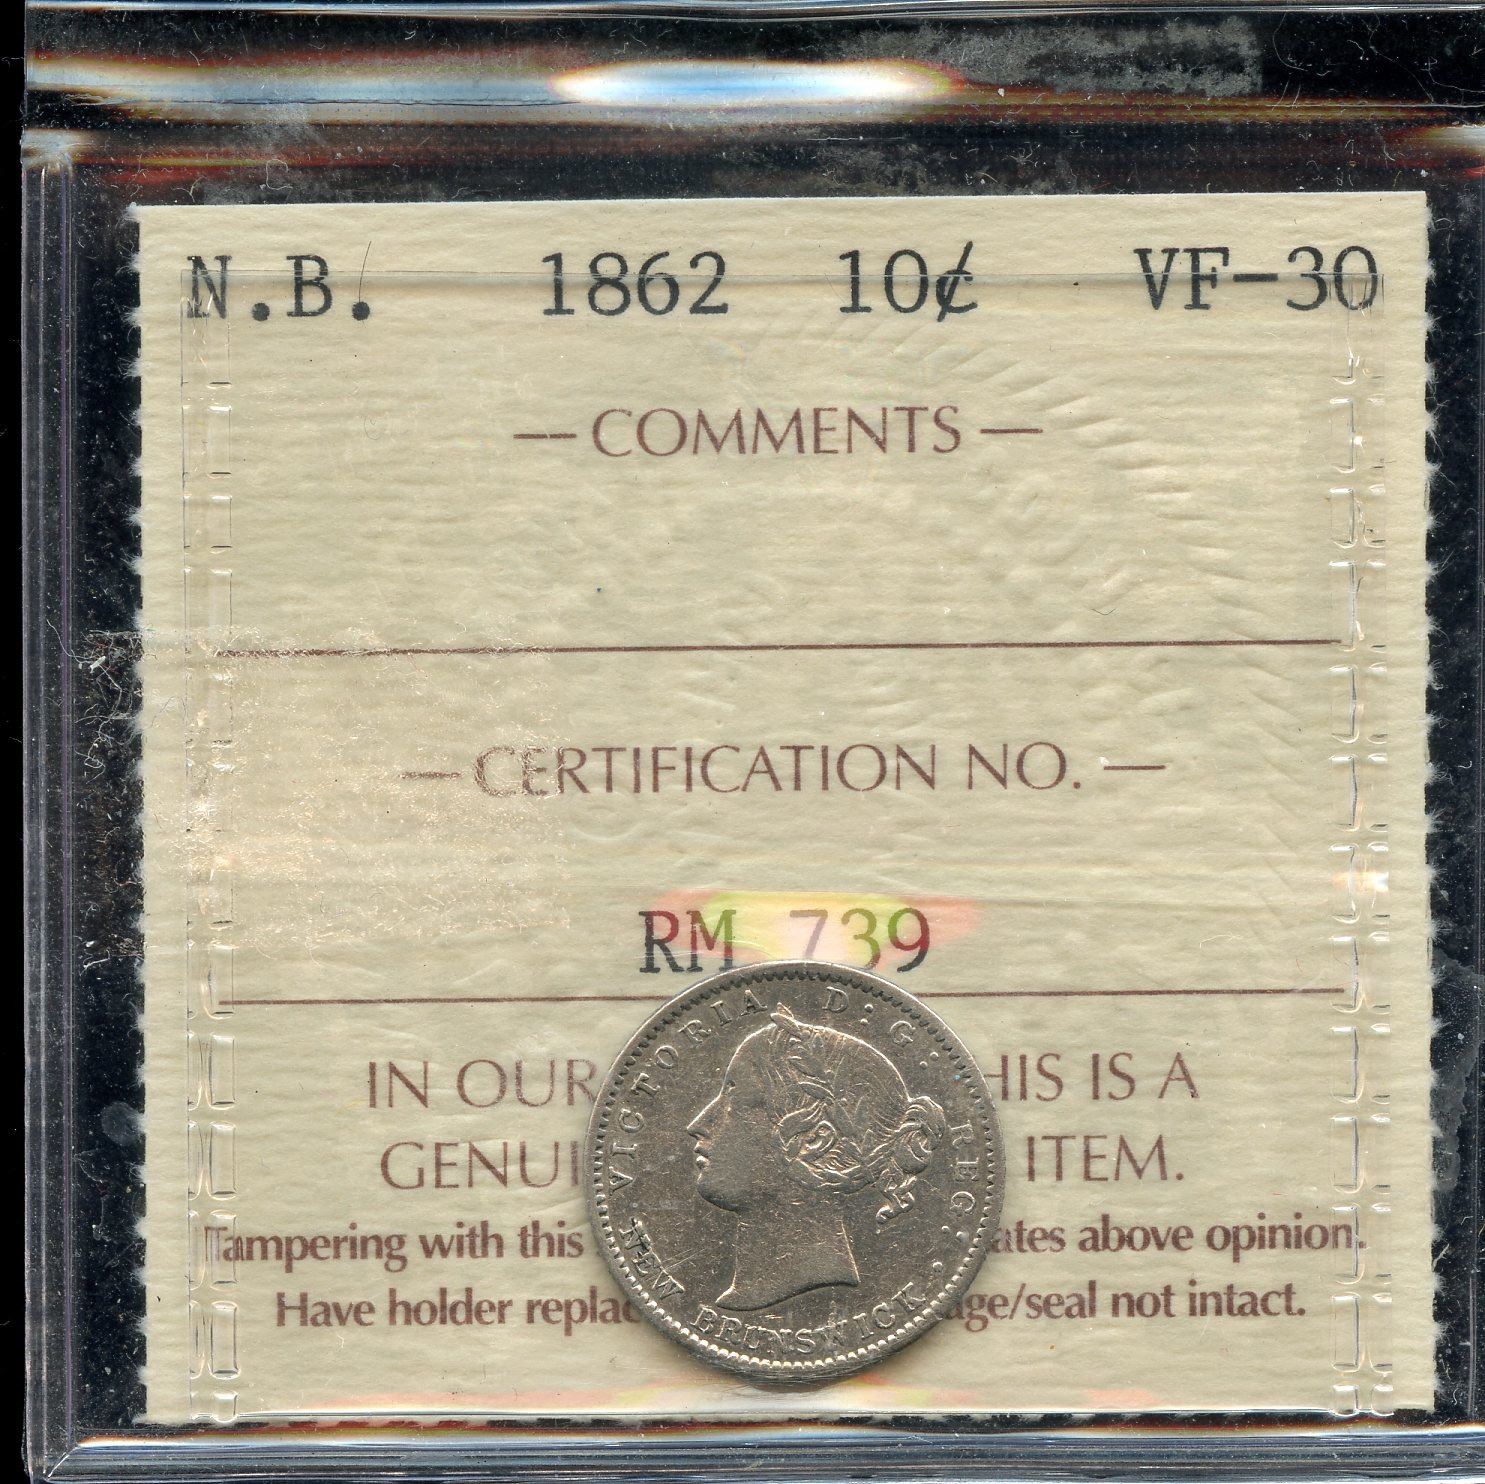 N.B. 1862 10¢ VF-30
— COMMENTS —
— CERTIFICATION NO. —
RM 739
IN OUR HIS IS A
GENUI ITEM.
Tampering with this ates above opinion.
Have holder replac ge/seal not intact.
VICTORIA D:G: REG:
NEW BRUNSWICK